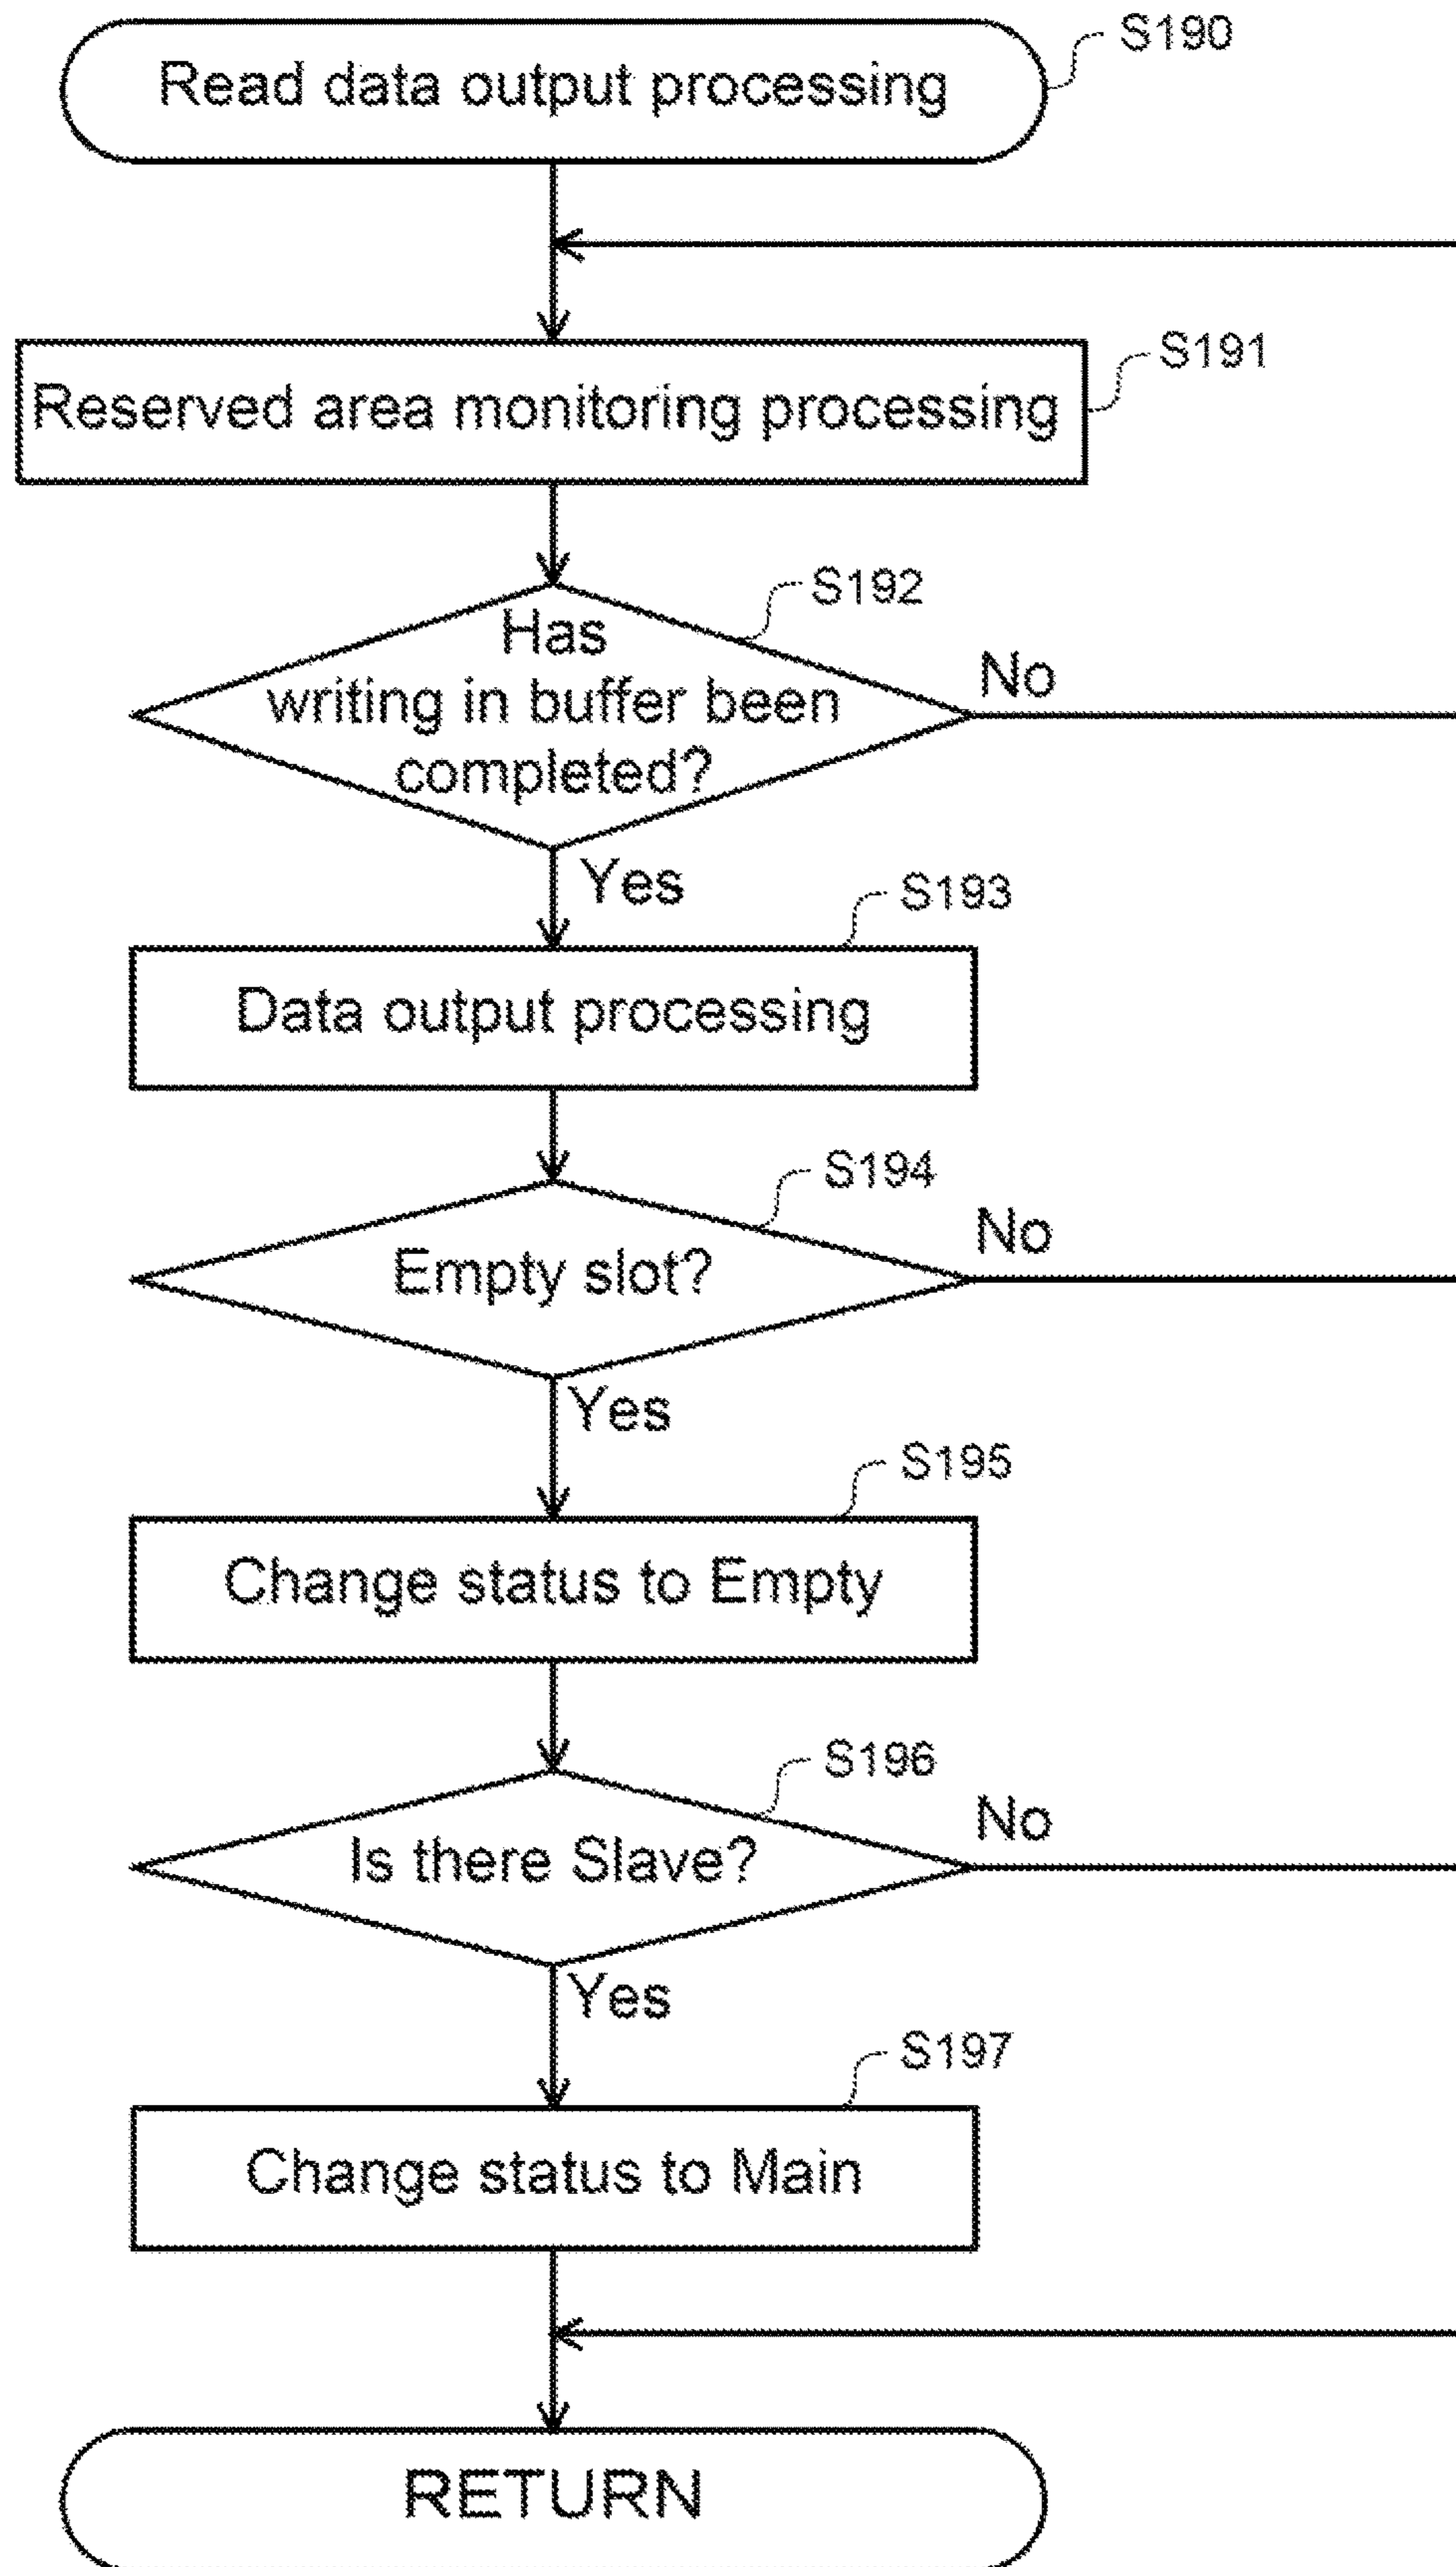 S190
Read data output processing
S191
Reserved area monitoring processing
S192
Has
writing in buffer been
completed?
No
Yes
S193
Data output processing
S194
Empty slot?
No
Yes
S195
Change status to Empty
S196
Is there Slave?
No
Yes
S197
Change status to Main
RETURN